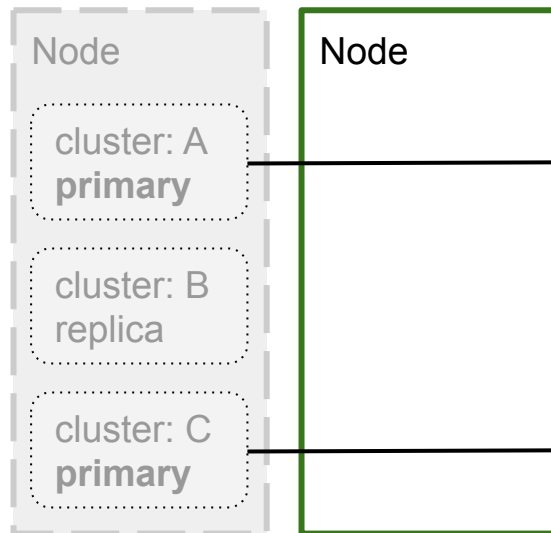 Node
cluster: A
primary
cluster: B
replica
cluster: C
primary
Node